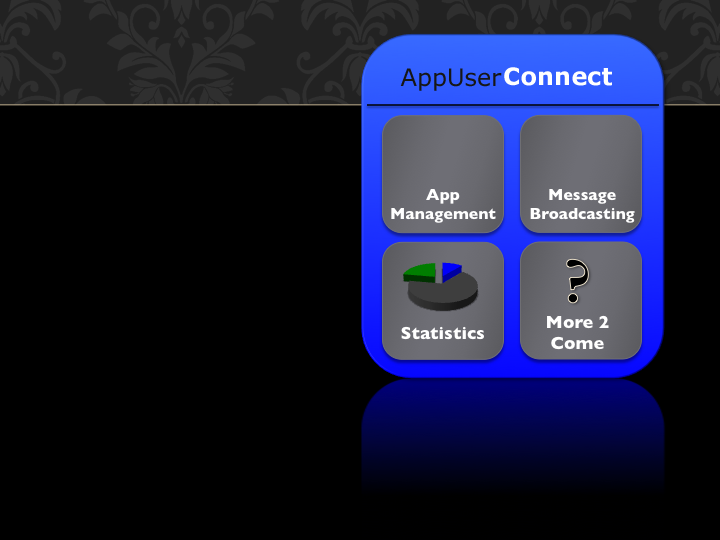 AppUserConnect
App
Management
Message
Broadcasting
Statistics
?
More 2
Come